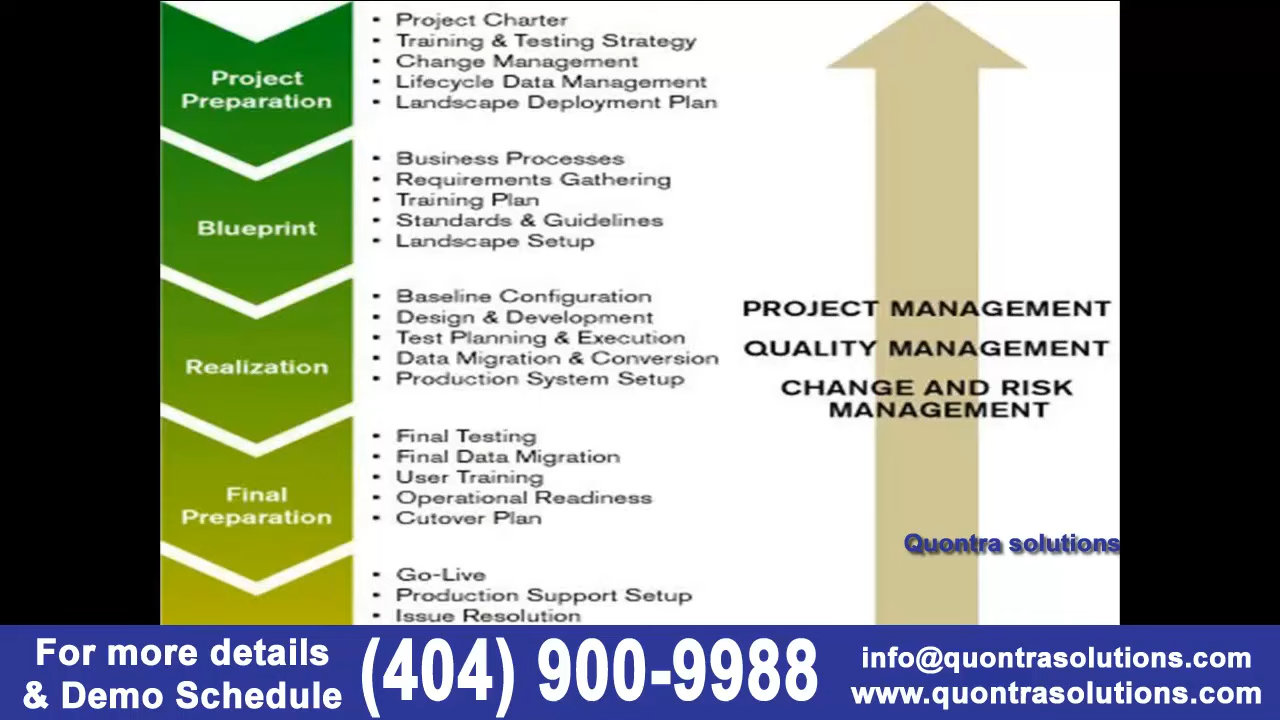 Project
Preparation
• Project Charter
• Training & Testing Strategy
• Change Management
• Lifecycle Data Management
• Landscape Deployment Plan
Blueprint
• Business Processes
• Requirements Gathering
• Training Plan
• Standards & Guidelines
• Landscape Setup
Realization
• Baseline Configuration
• Design & Development
• Test Planning & Execution
• Data Migration & Conversion
• Production System Setup
Final
Preparation
• Final Testing
• Final Data Migration
• User Training
• Operational Readiness
• Cutover Plan
• Go-Live
• Production Support Setup
• Issue Resolution
PROJECT MANAGEMENT
QUALITY MANAGEMENT
CHANGE AND RISK
MANAGEMENT
Quontra solutions
For more details
& Demo Schedule
(404) 900-9988
info@quontrasolutions.com
www.quontrasolutions.com